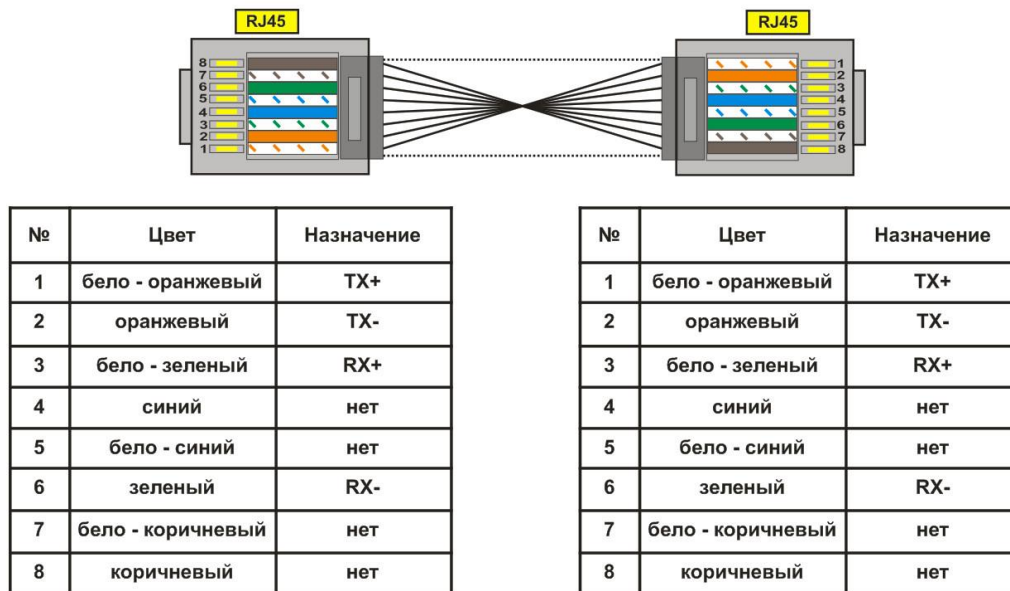 RJ45
RJ45
8
7
6
5
4
3
2
1
1
2
3
4
5
6
7
8
№ Цвет Назначение
1 бело - оранжевый TX+
2 оранжевый TX-
3 бело - зеленый RX+
4 синий нет
5 бело - синий нет
6 зеленый RX-
7 бело - коричневый нет
8 коричневый нет
№ Цвет Назначение
1 бело - оранжевый TX+
2 оранжевый TX-
3 бело - зеленый RX+
4 синий нет
5 бело - синий нет
6 зеленый RX-
7 бело - коричневый нет
8 коричневый нет